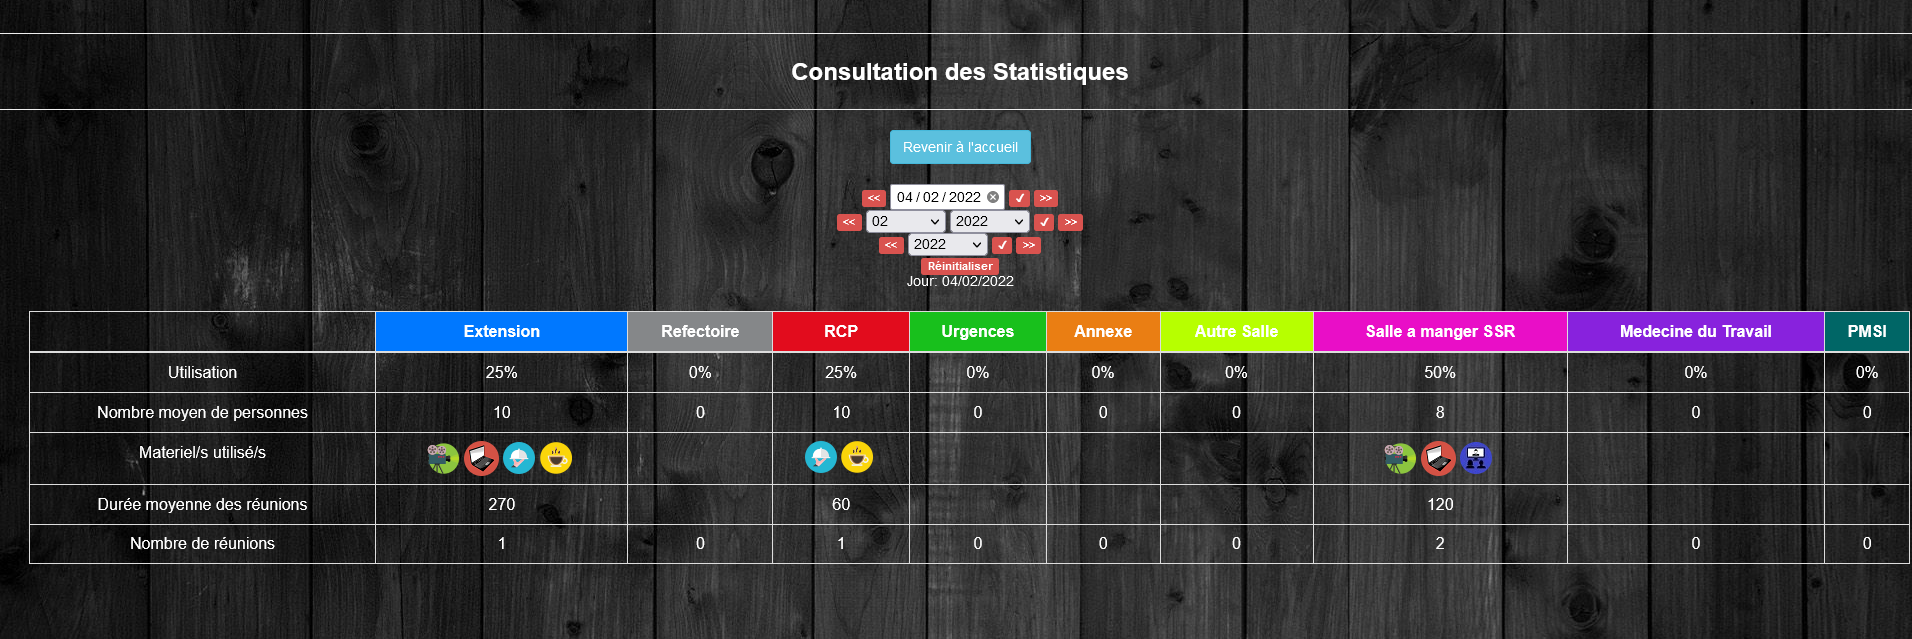 Consultation des Statistiques
Revenir à l'accueil
<< 04/02/2022 >>
<< 02 2022 >>
<< 2022 >>
Réinitialiser
Jour: 04/02/2022
Extension Refectoire RCP Urgences Annexe Autre Salle Salle a manger SSR Medecine du Travail PMSI
Utilisation 25% 0% 25% 0% 0% 0% 50% 0% 0%
Nombre moyen de personnes 10 0 10 0 0 0 8 0 0
Materiel/s utilisé/s
Durée moyenne des réunions 270 60 120
Nombre de réunions 1 0 1 0 0 0 2 0 0